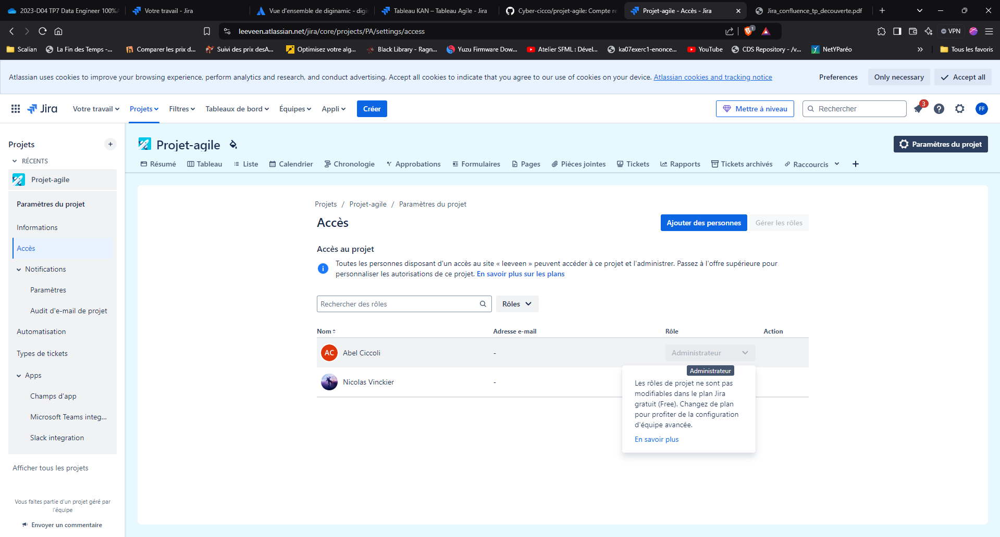 2023-D04 TP7 Data Engineer 100%
Votre travail - Jira
Vue d'ensemble de diginamic - digi
Tableau KAN – Tableau Agile - Jira
Cyber-cicco/projet-agile: Compte re
Projet-agile - Accès - Jira
Jira_confluence_tp_decouverte.pdf
leeveen.atlassian.net/jira/core/projects/PA/settings/access
1
VPN
Scalian
La Fin des Temps -...
Comparer les prix d...
Suivi des prix desA...
Optimisez votre alg...
Black Library - Ragn...
Yuzu Firmware Dow...
Atelier SFML : Dével...
ka07exerc1-enonce...
YouTube
CDS Repository - /v...
NetYParéo
Tous les favoris
Atlassian uses cookies to improve your browsing experience, perform analytics and research, and conduct advertising. Accept all cookies to indicate that you agree to our use of cookies on your device. Atlassian cookies and tracking notice
Preferences
Only necessary
Accept all
Jira
Votre travail
Projets
Filtres
Tableaux de bord
Équipes
Appli
Créer
Mettre à niveau
Rechercher
3
FF
Projets
RÉCENTS
Projet-agile
Paramètres du projet
Informations
Accès
Notifications
Paramètres
Audit d'e-mail de projet
Automatisation
Types de tickets
Apps
Champs d'app
Microsoft Teams integ...
Slack integration
Afficher tous les projets
Vous faites partie d'un projet géré par
l'équipe
Envoyer un commentaire
Projet-agile
Paramètres du projet
Résumé
Tableau
Liste
Calendrier
Chronologie
Approbations
Formulaires
Pages
Pièces jointes
Tickets
Rapports
Tickets archivés
Raccourcis
Projets / Projet-agile / Paramètres du projet
Accès
Ajouter des personnes
Gérer les rôles
Accès au projet
Toutes les personnes disposant d'un accès au site « leeveen » peuvent accéder à ce projet et l'administrer. Passez à l'offre supérieure pour
personnaliser les autorisations de ce projet. En savoir plus sur les plans
Rechercher des rôles
Rôles
Nom
Adresse e-mail
Rôle
Action
AC
Abel Ciccoli
-
Administrateur
Nicolas Vinckier
-
Administrateur
Les rôles de projet ne sont pas
modifiables dans le plan Jira
gratuit (Free). Changez de plan
pour profiter de la configuration
d'équipe avancée.
En savoir plus